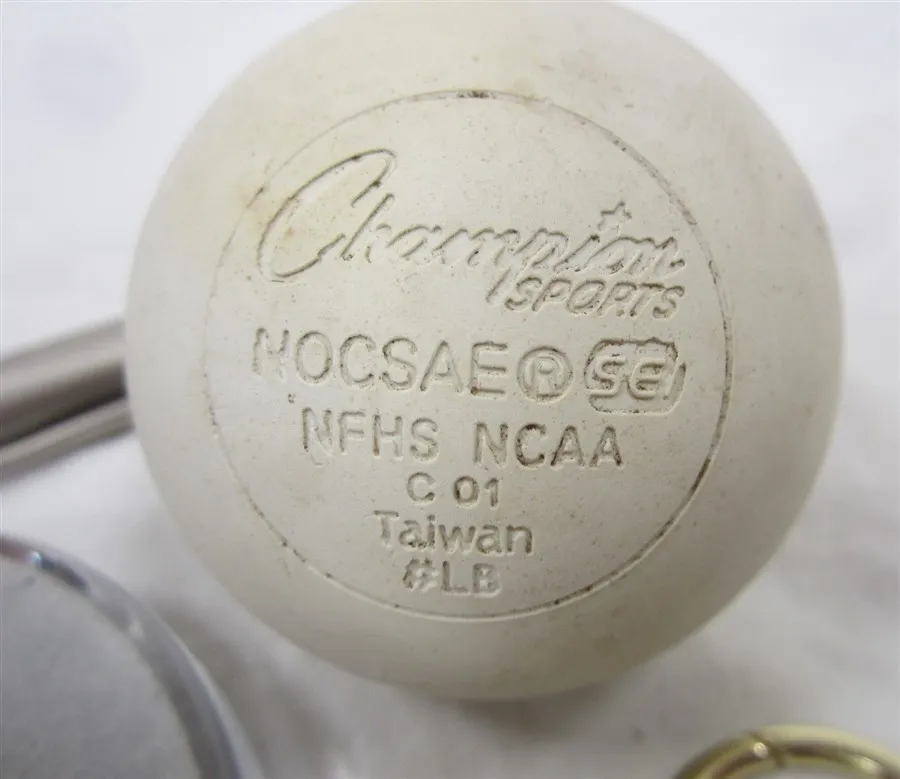 Champion
SPORTS
NOCSAE® SEI
NFHS NCAA
C 01
Taiwan
#LB